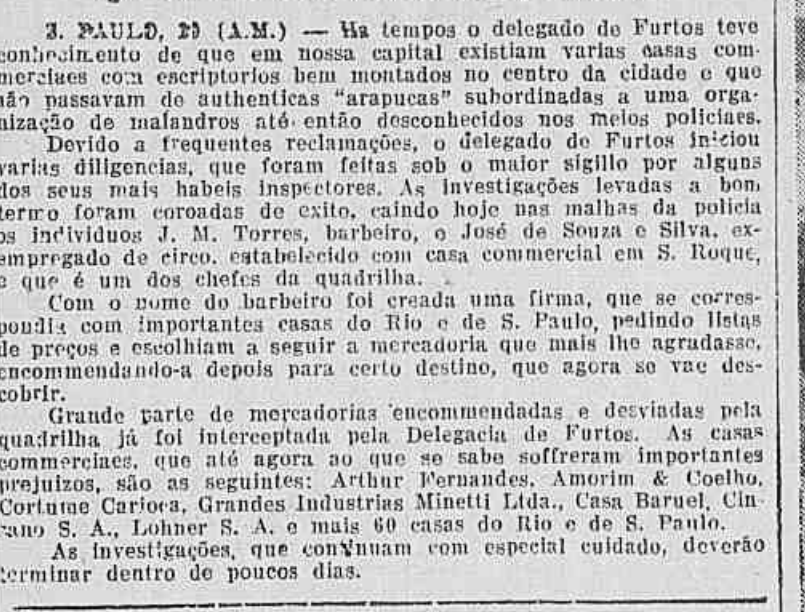 S. PAULO, 29 (A.M.) — Ha tempos o delegado de Furtos teve
conhecimento de que em nossa capital existiam varias casas com-
merciaes com escriptorios bem montados no centro da cidade e que
não passavam de authenticas "arapucas" subordinadas a uma orga-
nização de malandros até então desconhecidos nos meios policiaes.
Devido a frequentes reclamações, o delegado de Furtos iniciou
varias diligencias, que foram feitas sob o maior sigillo por alguns
dos seus mais habeis inspectores. As investigações levadas a bom
termo foram coroadas de exito, caindo hoje nas malhas da policia
os individuos J. M. Torres, barbeiro, e José de Souza e Silva, ex-
empregado de circo, estabelecido com casa commercial em S. Roque,
e que é um dos chefes da quadrilha.
Com o nome do barbeiro foi creada uma firma, que se corres-
pondia com importantes casas do Rio e de S. Paulo, pedindo listas
de preços e escolhiam a seguir a mercadoria que mais lhe agradasse,
encommendando-a depois para certo destino, que agora se vae des-
cobrir.
Grande parte de mercadorias encommendadas e desviadas pela
quadrilha já foi interceptada pela Delegacia de Furtos. As casas
commerciaes, que até agora ao que se sabe soffreram importantes
prejuizos, são as seguintes: Arthur Fernandes, Amorim & Coelho,
Cortume Carioca, Grandes Industrias Minetti Ltda., Casa Baruel,
S. A., Lohner S. A. e mais 60 casas do Rio e de S. Paulo.
As investigações, que continuam com especial cuidado, deverão
terminar dentro de poucos dias.